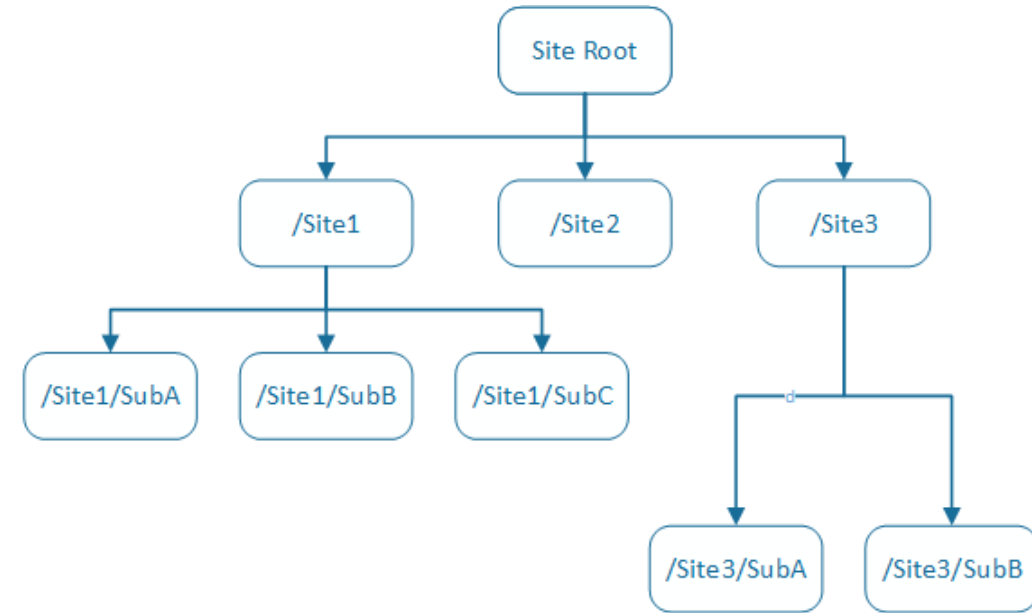 Site Root
/Site1
/Site2
/Site3
/Site1/SubA
/Site1/SubB
/Site1/SubC
d
/Site3/SubA
/Site3/SubB